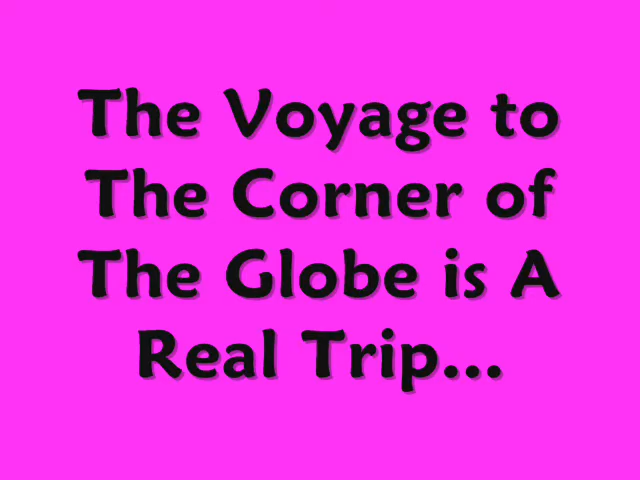 The Voyage to
The Corner of
The Globe is A
Real Trip...